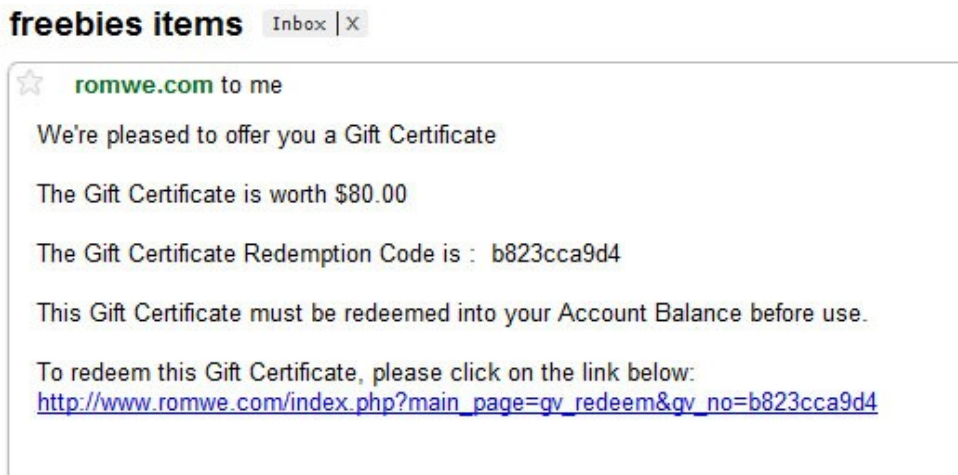 freebies items Inbox | X
romwe.com to me
We're pleased to offer you a Gift Certificate
The Gift Certificate is worth $80.00
The Gift Certificate Redemption Code is : b823cca9d4
This Gift Certificate must be redeemed into your Account Balance before use.
To redeem this Gift Certificate, please click on the link below:
http://www.romwe.com/index.php?main_page=gv_redeem&gv_no=b823cca9d4